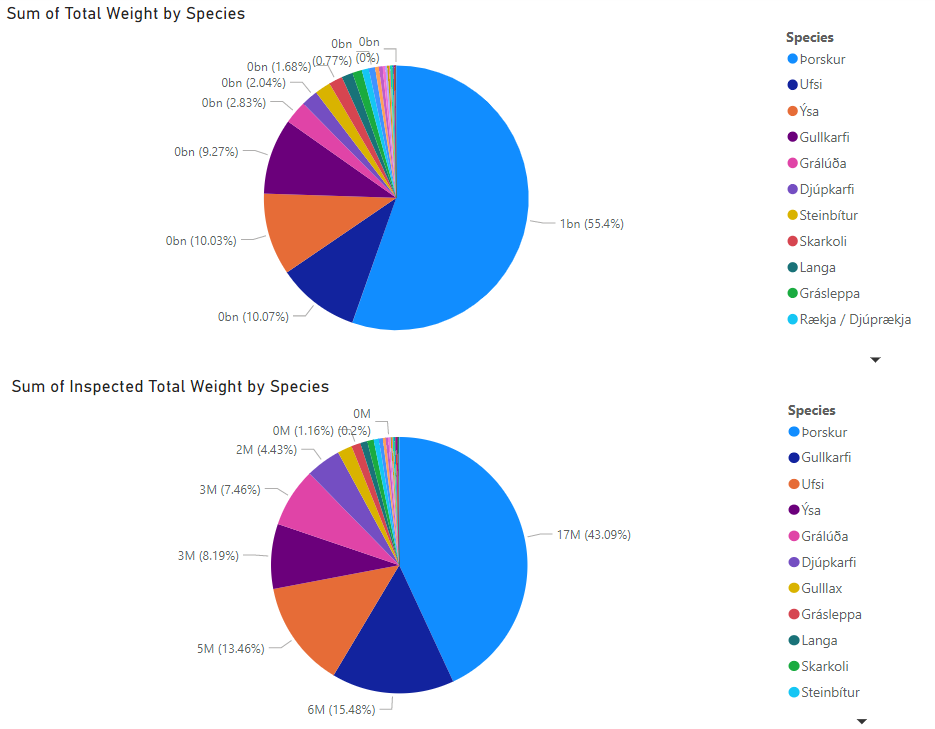 Sum of Total Weight by Species
0bn
0bn
(0%)
(0.77%)
0bn (1.68%)
0bn (2.04%)
0bn (2.83%)
0bn (9.27%)
0bn (10.03%)
0bn (10.07%)
1bn (55.4%)
Species
Þorskur
Ufsi
Ýsa
Gullkarfi
Grálúða
Djúpkarfi
Steinbítur
Skarkoli
Langa
Grásleppa
Rækja / Djúprækja
Sum of Inspected Total Weight by Species
0M
(0.2%)
0M (1.16%)
2M (4.43%)
3M (7.46%)
3M (8.19%)
5M (13.46%)
6M (15.48%)
17M (43.09%)
Species
Þorskur
Gullkarfi
Ufsi
Ýsa
Grálúða
Djúpkarfi
Gulllax
Grásleppa
Langa
Skarkoli
Steinbítur